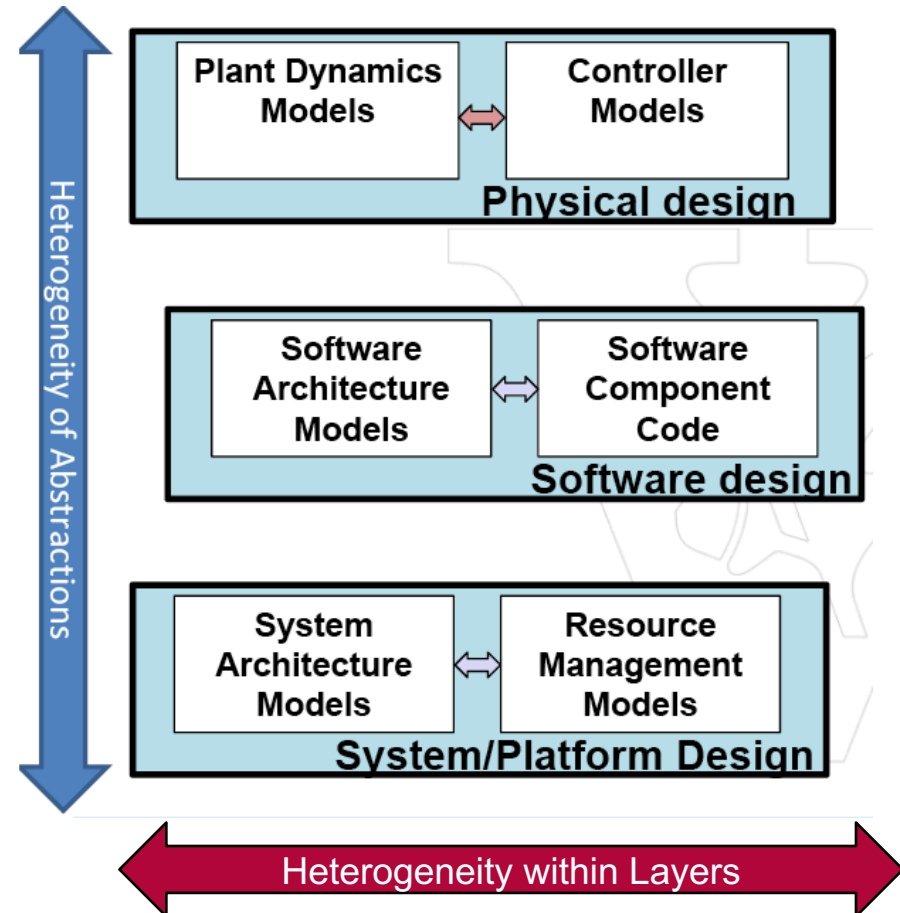 Heterogeneity of Abstractions
Plant Dynamics
Models
Controller
Models
Physical design
Software
Architecture
Models
Software
Component
Code
Software design
System
Architecture
Models
Resource
Management
Models
System/Platform Design
Heterogeneity within Layers